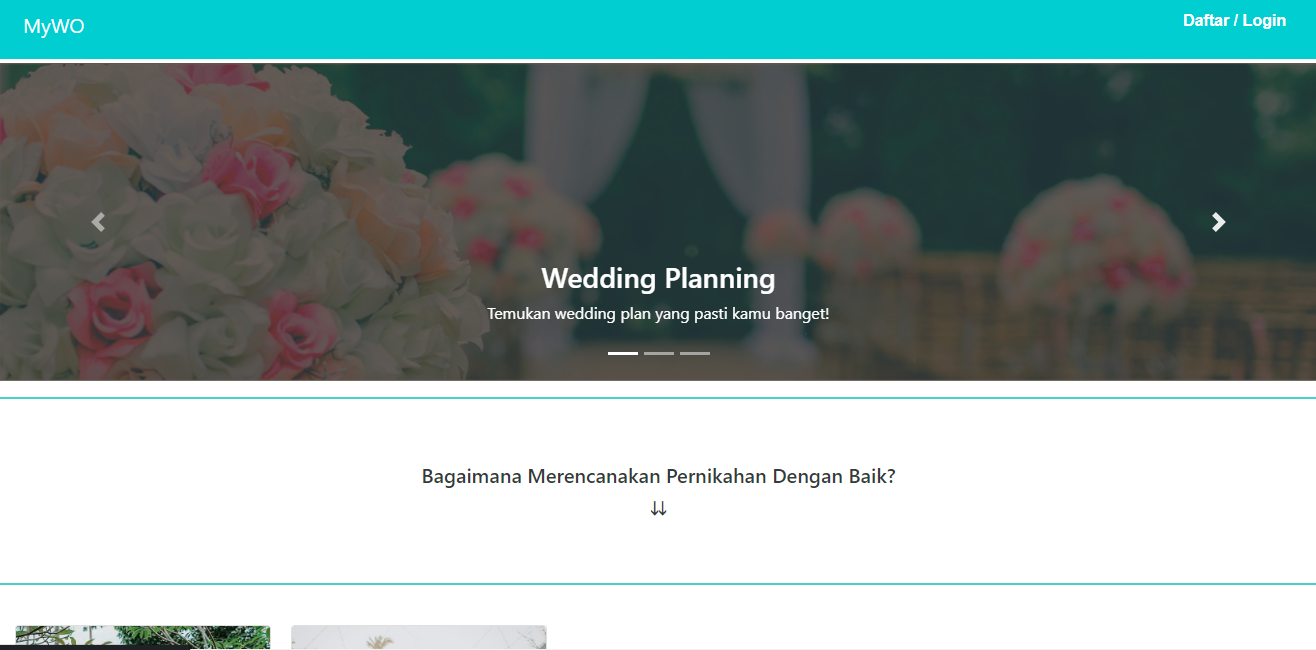 MyWO
Daftar / Login
Wedding Planning
Temukan wedding plan yang pasti kamu banget!
Bagaimana Merencanakan Pernikahan Dengan Baik?
⇊